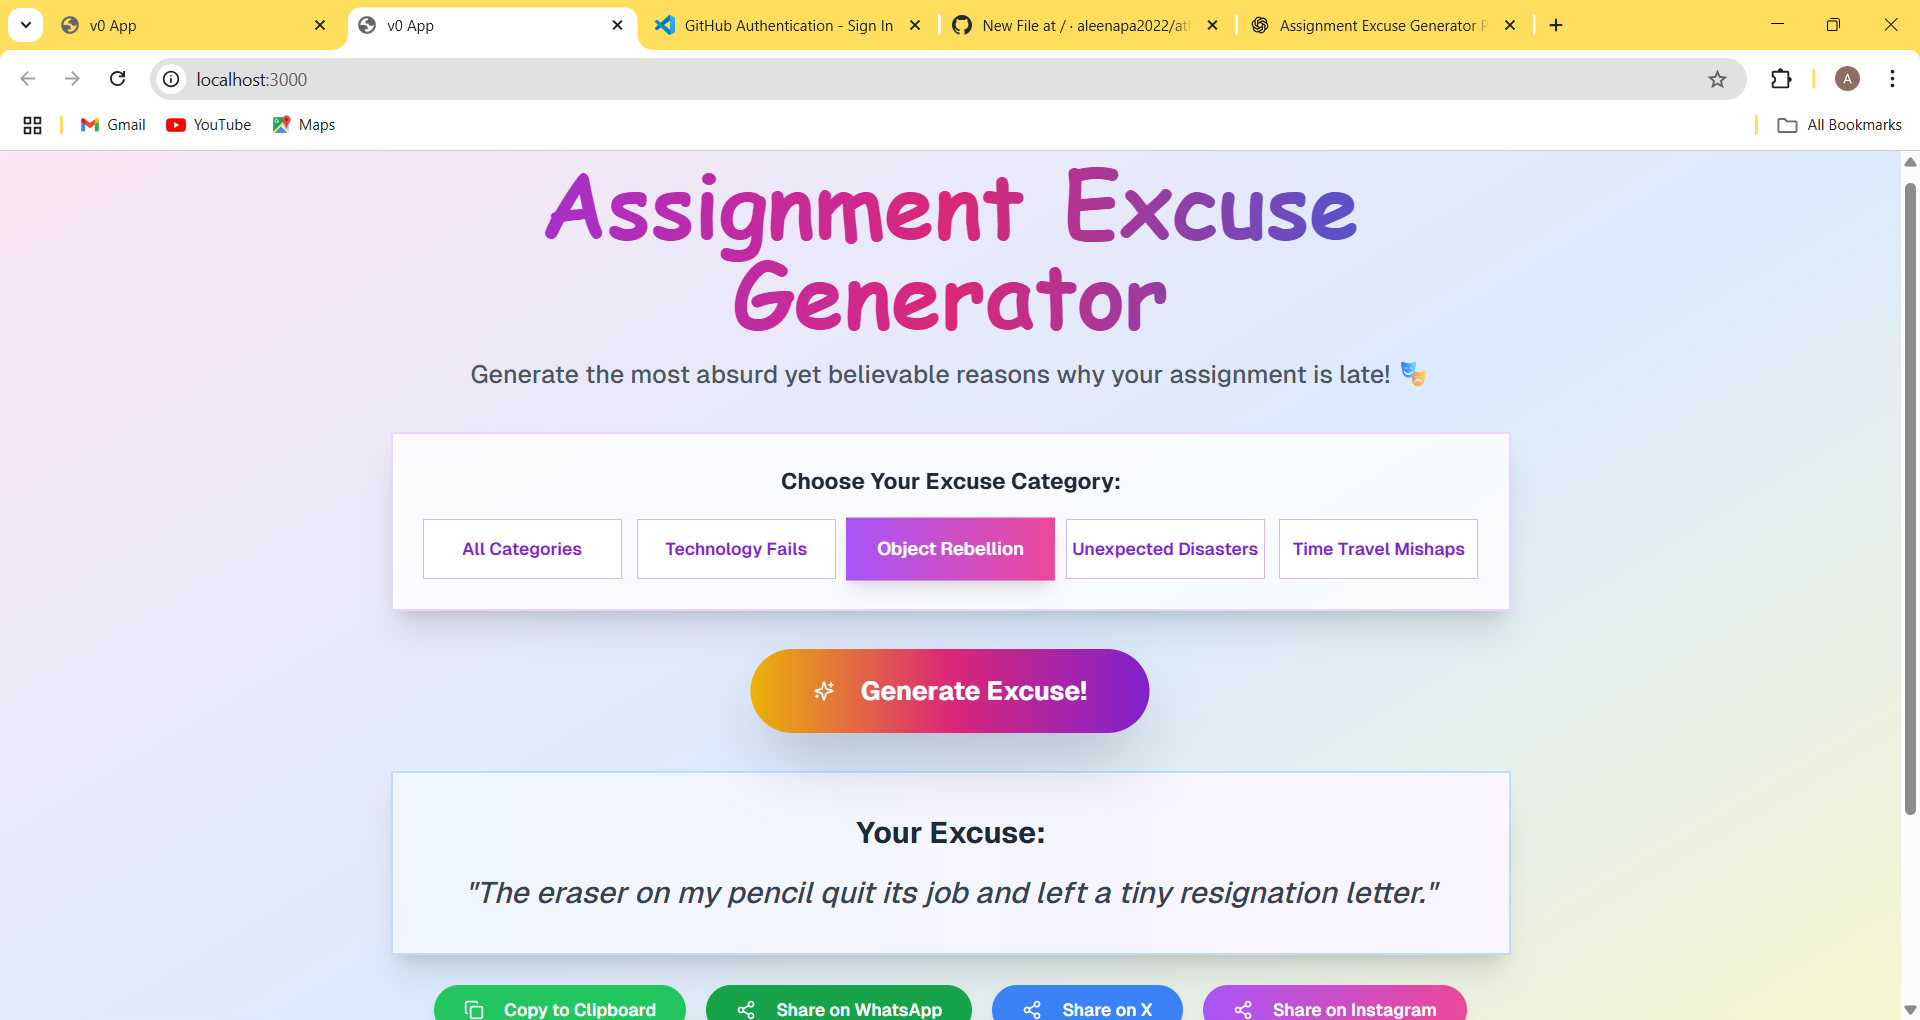 v0 App
v0 App
GitHub Authentication - Sign In
New File at / · aleenapa2022/at
Assignment Excuse Generator P
localhost:3000
A
Gmail
YouTube
Maps
All Bookmarks
Assignment Excuse
Generator
Generate the most absurd yet believable reasons why your assignment is late! 🎭
Choose Your Excuse Category:
All Categories
Technology Fails
Object Rebellion
Unexpected Disasters
Time Travel Mishaps
Generate Excuse!
Your Excuse:
"The eraser on my pencil quit its job and left a tiny resignation letter."
Copy to Clipboard
Share on WhatsApp
Share on X
Share on Instagram